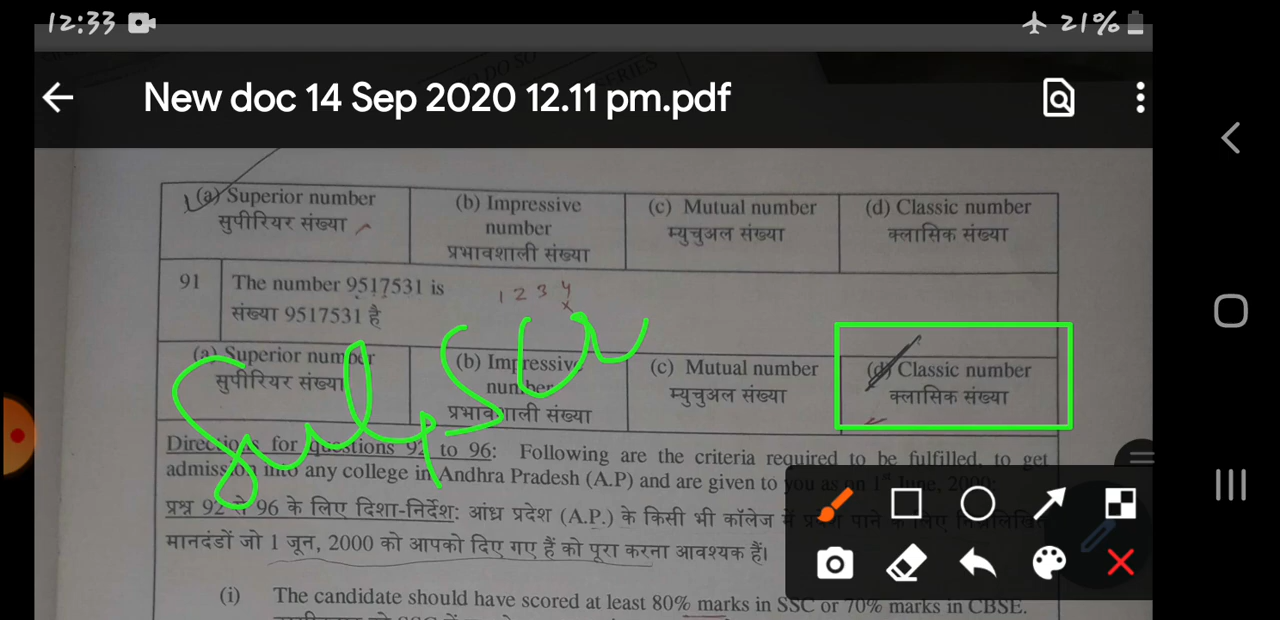 12:33
21%
New doc 14 Sep 2020 12.11 pm.pdf
DO SO
SERIES
(a) Superior number
सुपीरियर संख्या
(b) Impressive number
प्रभावशाली संख्या
(c) Mutual number
म्युचुअल संख्या
(d) Classic number
क्लासिक संख्या
91 The number 9517531 is
संख्या 9517531 है
1 2 3 4
x
(a) Superior number
सुपीरियर संख्या
(b) Impressive number
प्रभावशाली संख्या
(c) Mutual number
म्युचुअल संख्या
(d) Classic number
क्लासिक संख्या
Directions for questions 92 to 96: Following are the criteria required to be fulfilled, to get
admission into any college in Andhra Pradesh (A.P) and are given to you as on 1st June, 2000:
प्रश्न 92 से 96 के लिए दिशा-निर्देश: आंध्र प्रदेश (A.P.) के किसी भी कॉलेज में प्रवेश पाने के लिए निम्नलिखित
मानदंडों जो 1 जून, 2000 को आपको दिए गए हैं को पूरा करना आवश्यक हैं।
(i) The candidate should have scored at least 80% marks in SSC or 70% marks in CBSE.